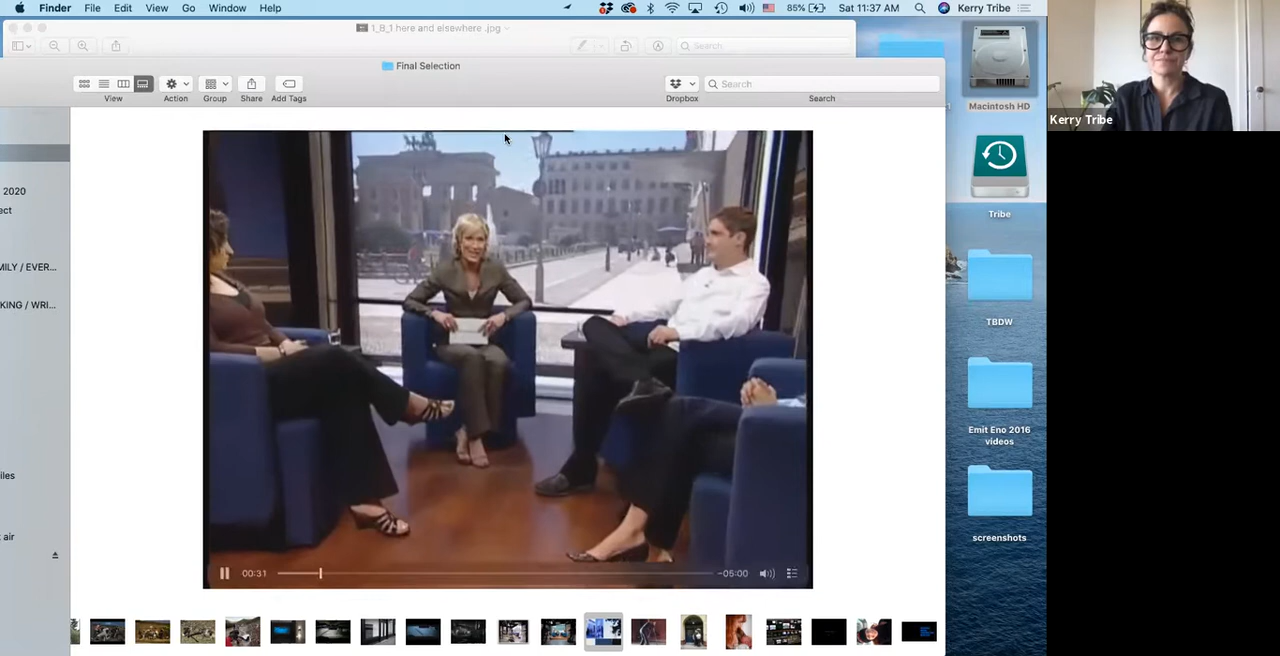 Finder File Edit View Go Window Help 85% Sat 11:37 AM Kerry Tribe
1_B_1 here and elsewhere .jpg
Search
Final Selection
Search
View Action Group Share Add Tags Dropbox Search
2020
ect
MILY / EVER...
KING / WRI...
iles
t air
00:31 -05:00
Macintosh HD
Tribe
TBDW
Emit Eno 2016
videos
screenshots
Kerry Tribe